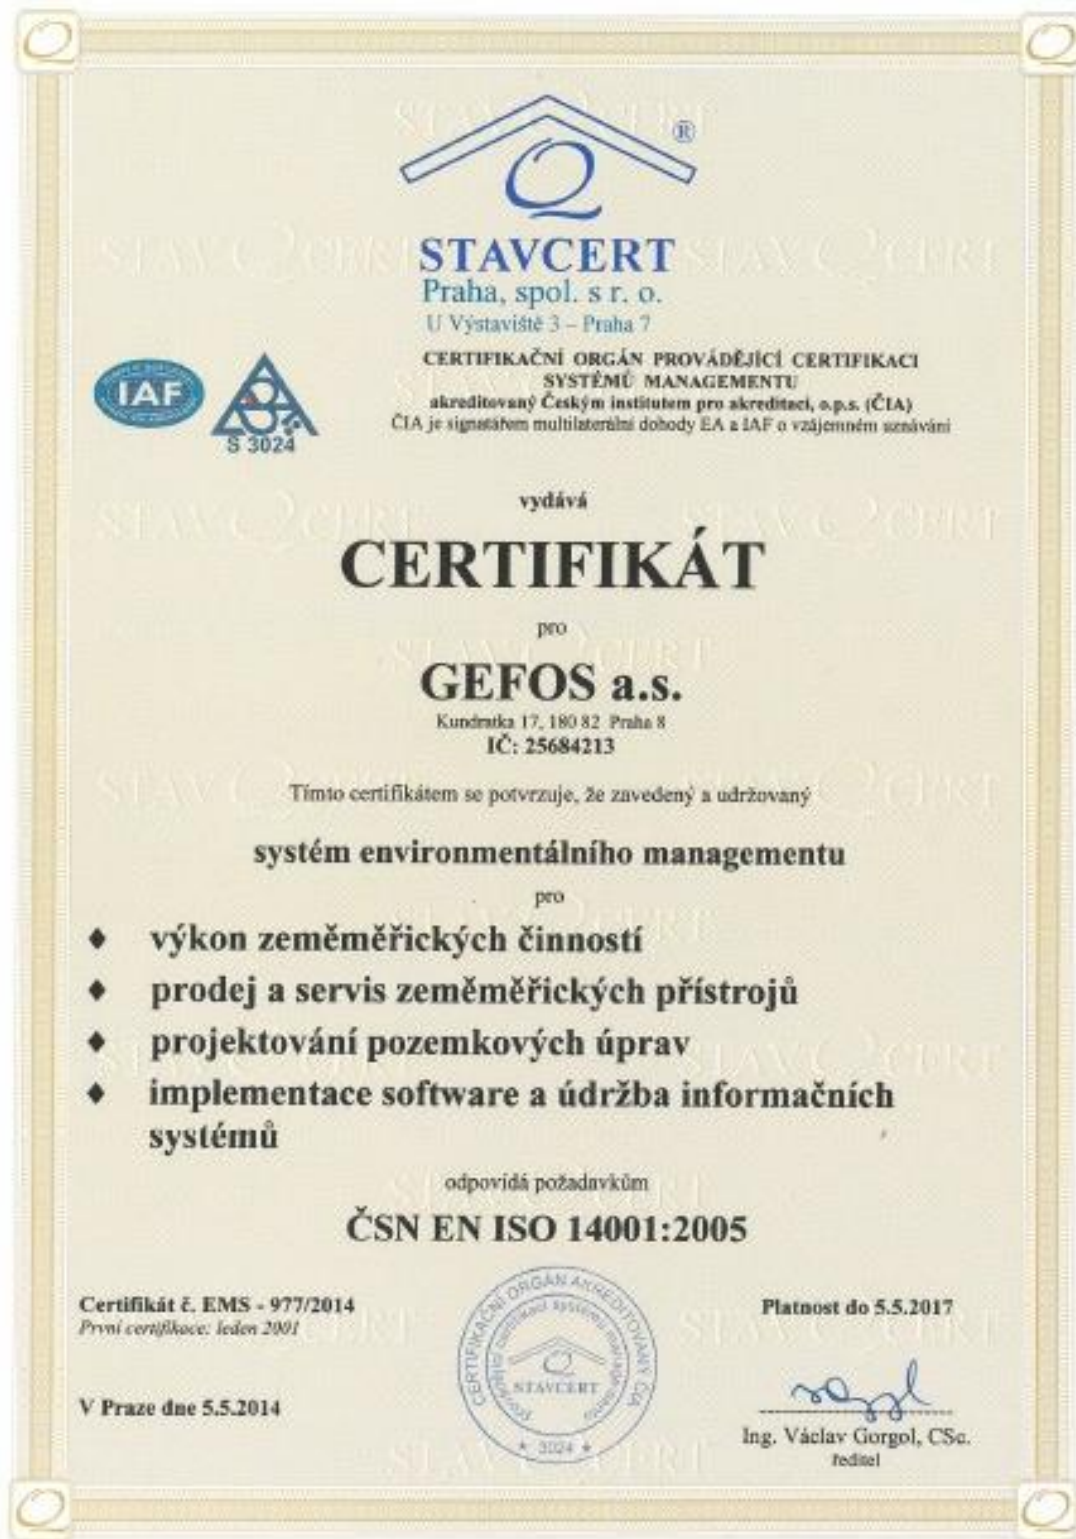 ®
Q
STAVCERT
Praha, spol. s r. o.
U Výstaviště 3 – Praha 7
IAF
S 3024
CERTIFIKAČNÍ ORGÁN PROVÁDĚJÍCÍ CERTIFIKACI
SYSTÉMŮ MANAGEMENTU
akreditovaný Českým institutem pro akreditaci, o.p.s. (ČIA)
ČIA je signatářem multilaterální dohody EA a IAF o vzájemném uznávání
vydává
CERTIFIKÁT
pro
GEFOS a.s.
Kundratka 17, 180 82 Praha 8
IČ: 25684213
Tímto certifikátem se potvrzuje, že zavedený a udržovaný
systém environmentálního managementu
pro
♦ výkon zeměměřických činností
♦ prodej a servis zeměměřických přístrojů
♦ projektování pozemkových úprav
♦ implementace software a údržba informačních
systémů
odpovídá požadavkům
ČSN EN ISO 14001:2005
Certifikát č. EMS - 977/2014
První certifikace: leden 2001
V Praze dne 5.5.2014
CERTIFIKAČNÍ ORGÁN AKREDITOVANÝ ČIA
STAVCERT
★ 3024 ★
Platnost do 5.5.2017
Ing. Václav Gorgol, CSc.
ředitel